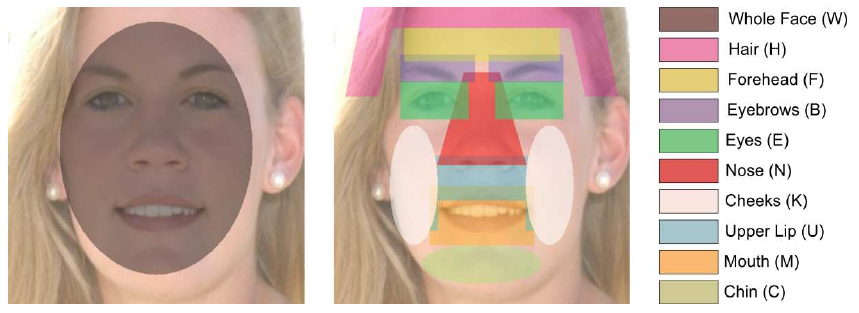 Whole Face (W)
Hair (H)
Forehead (F)
Eyebrows (B)
Eyes (E)
Nose (N)
Cheeks (K)
Upper Lip (U)
Mouth (M)
Chin (C)